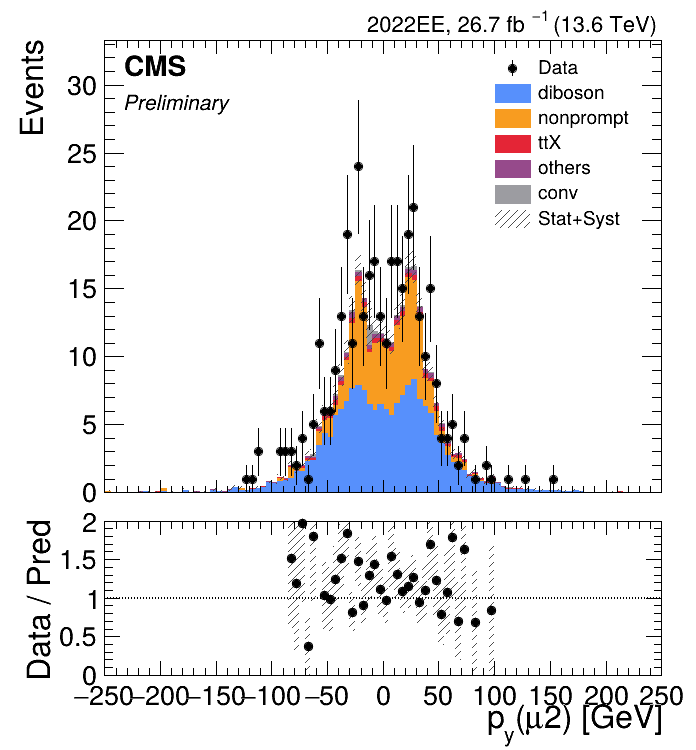 2022EE, 26.7 fb⁻¹ (13.6 TeV)
Events
CMS
Preliminary
Data
diboson
nonprompt
ttX
others
conv
Stat+Syst
30
25
20
15
10
5
0
Data / Pred
2
1.5
1
0.5
0
−250 −200 −150 −100 −50 0 50 100 150 200 250
p_y(μ2) [GeV]